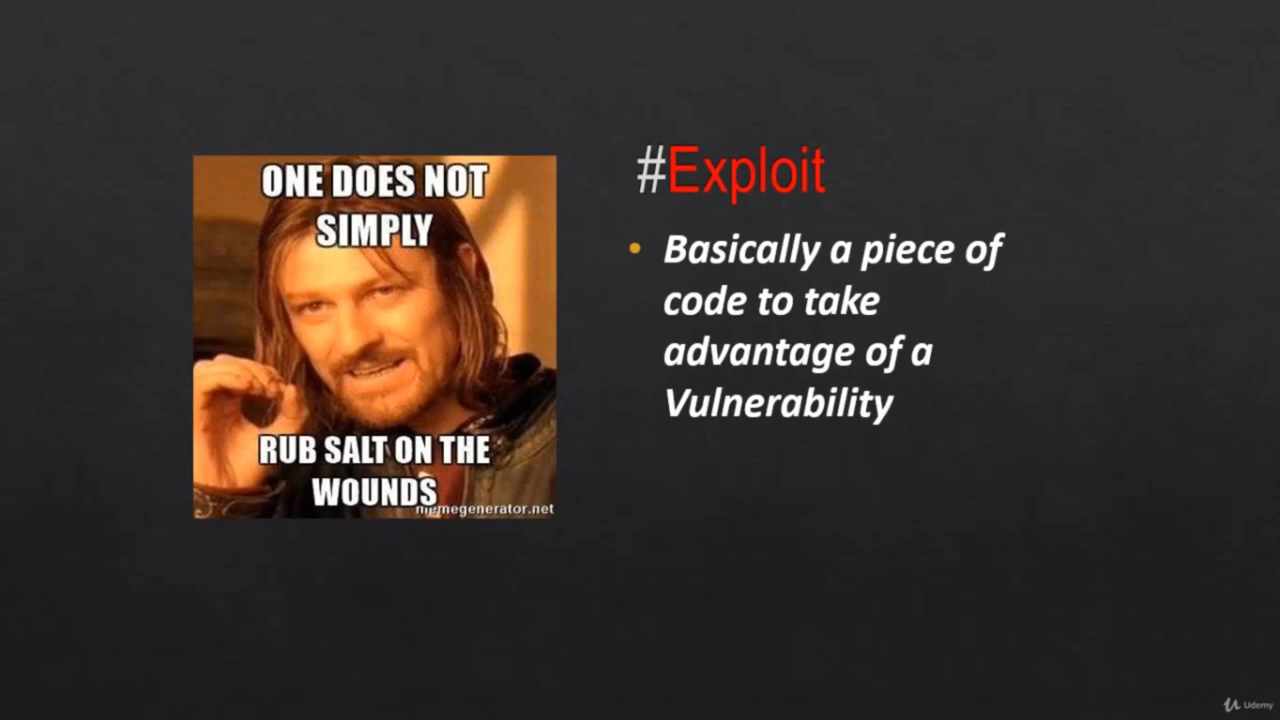 ONE DOES NOT
SIMPLY
RUB SALT ON THE
WOUNDS
memegenerator.net
#Exploit
• Basically a piece of
code to take
advantage of a
Vulnerability
Udemy